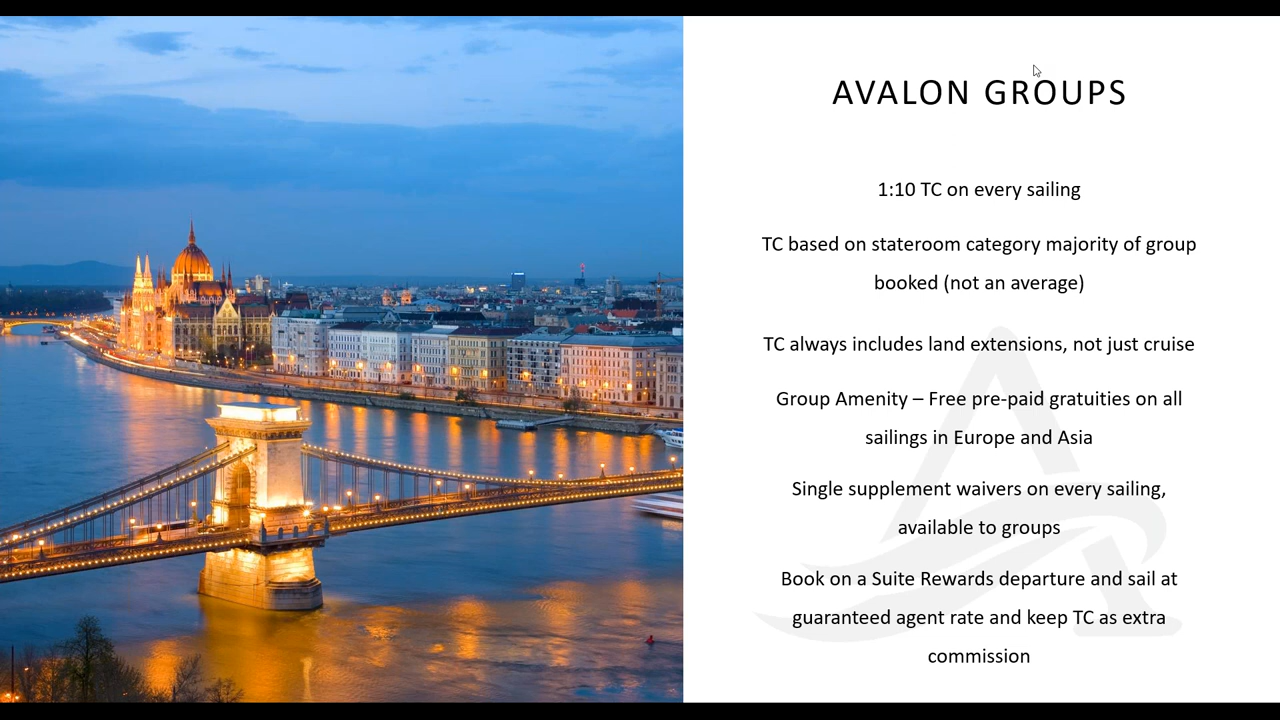 AVALON GROUPS
1:10 TC on every sailing
TC based on stateroom category majority of group
booked (not an average)
TC always includes land extensions, not just cruise
Group Amenity – Free pre-paid gratuities on all
sailings in Europe and Asia
Single supplement waivers on every sailing,
available to groups
Book on a Suite Rewards departure and sail at
guaranteed agent rate and keep TC as extra
commission